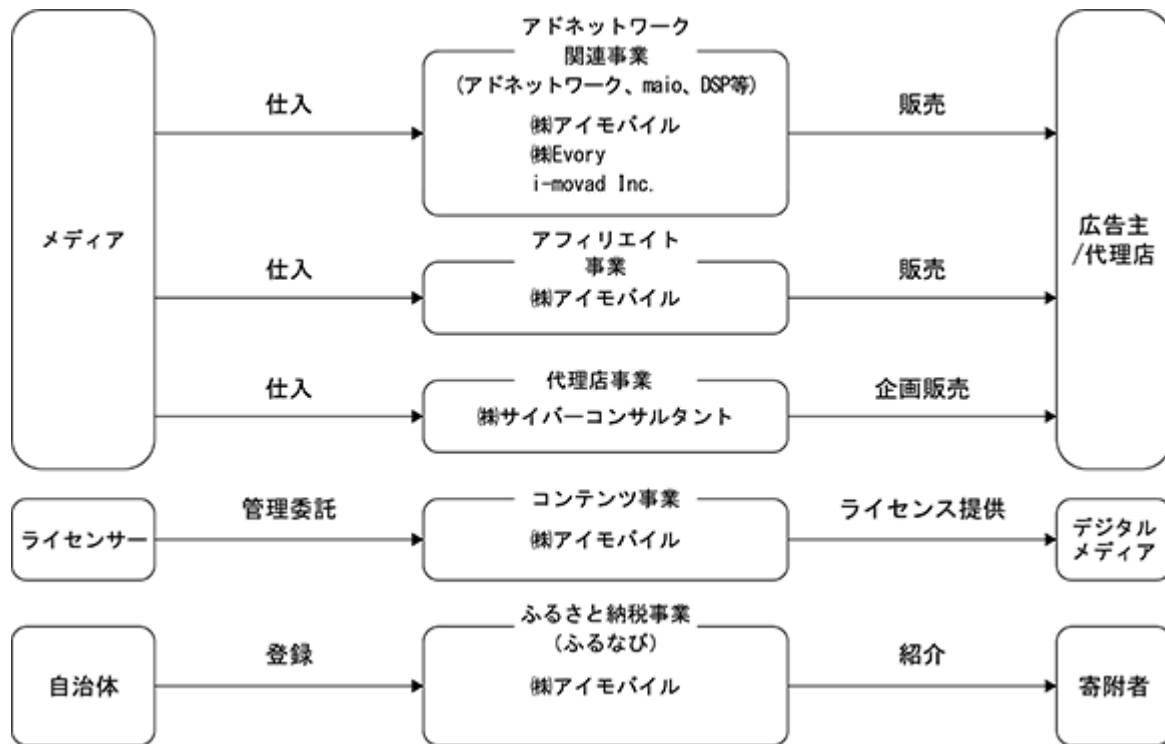 アドネットワーク
関連事業
(アドネットワーク、maio、DSP等)
仕入
販売
㈱アイモバイル
㈱Evory
i-movad Inc.
メディア
広告主
/代理店
アフィリエイト
事業
仕入
販売
㈱アイモバイル
代理店事業
仕入
企画販売
㈱サイバーコンサルタント
コンテンツ事業
管理委託
ライセンス提供
ライセンサー
㈱アイモバイル
デジタル
メディア
ふるさと納税事業
(ふるなび)
登録
紹介
自治体
㈱アイモバイル
寄附者